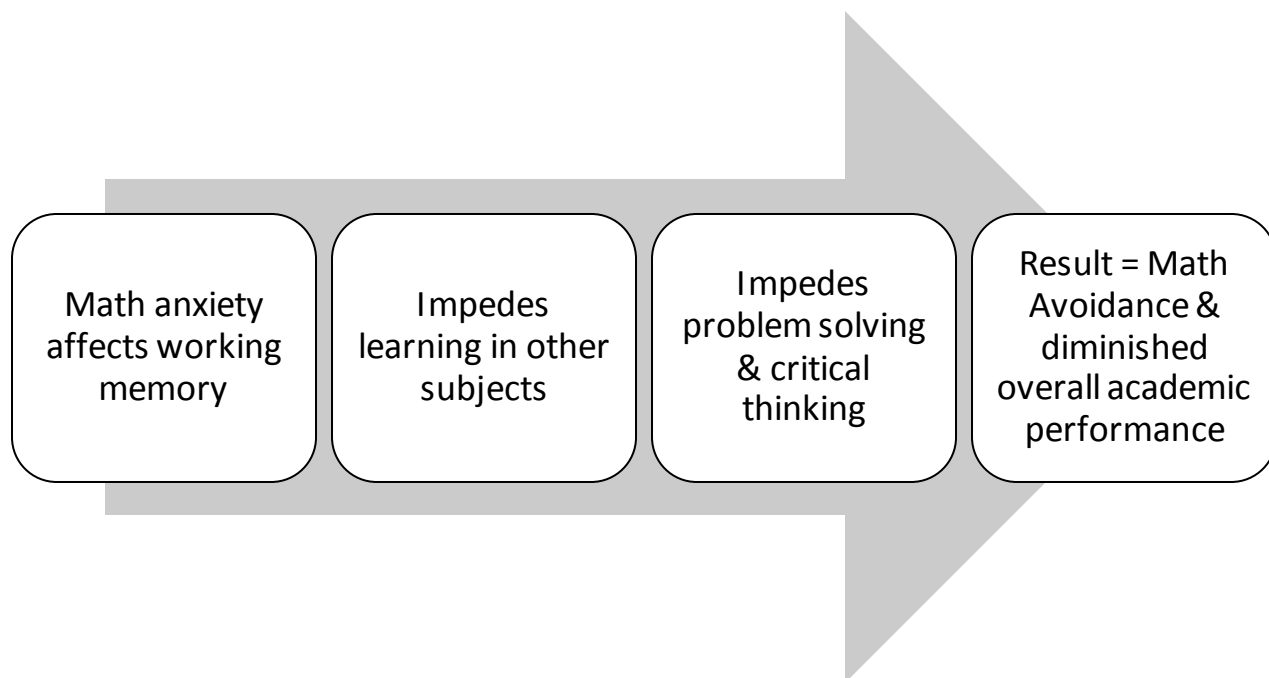 Math anxiety
affects working
memory
Impedes
learning in other
subjects
Impedes
problem solving
& critical
thinking
Result = Math
Avoidance &
diminished
overall academic
performance